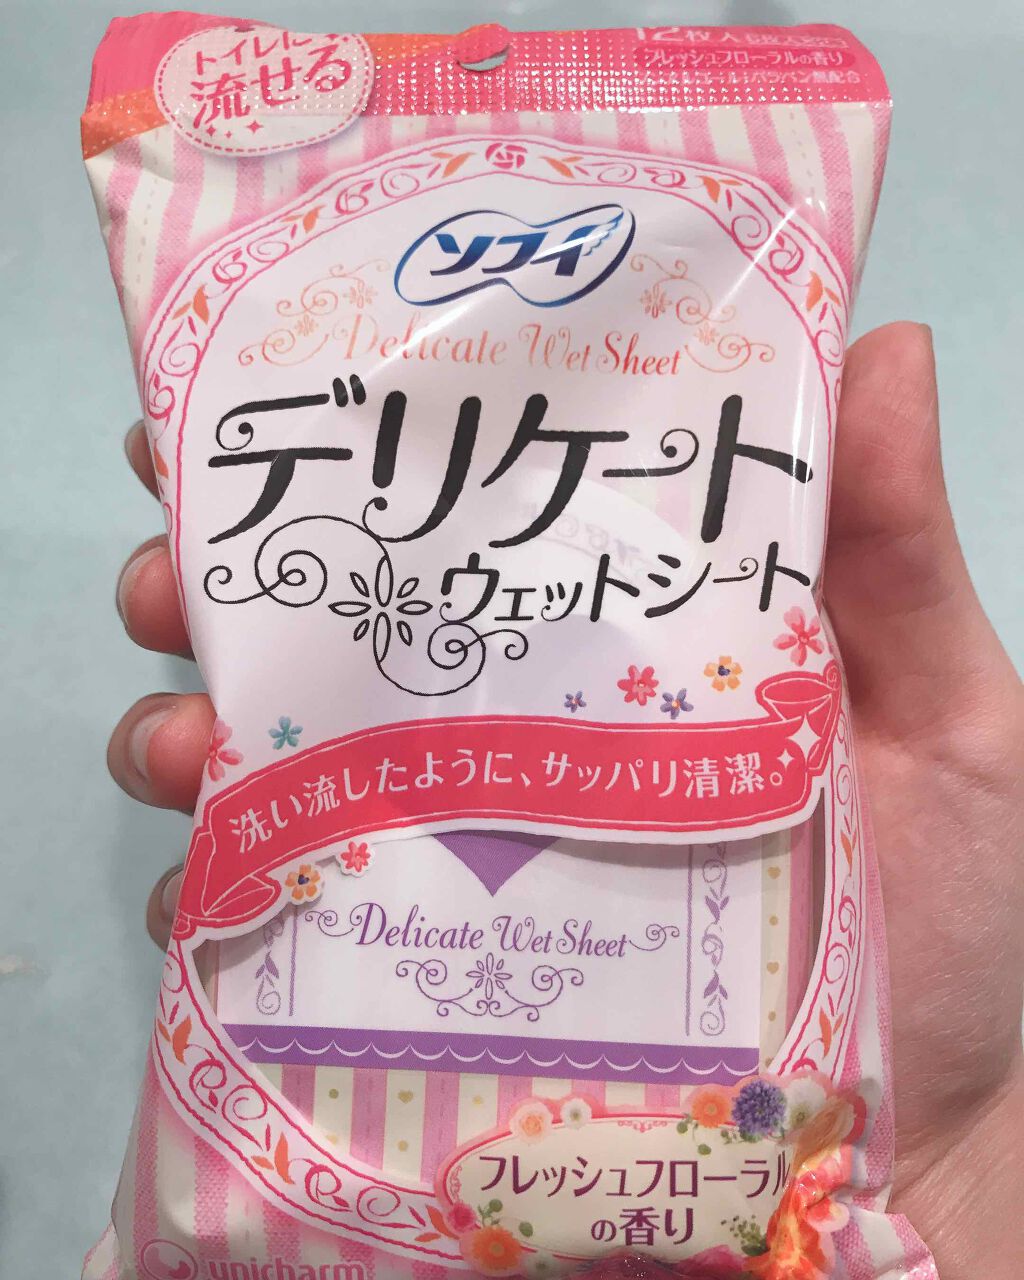 トイレに
流せる
12枚入
フレッシュフローラルの香り
ソフィ
Delicate Wet Sheet
デリケート
ウェットシート
洗い流したように、サッパリ清潔。
Delicate Wet Sheet
フレッシュフローラル
の香り
unicharm